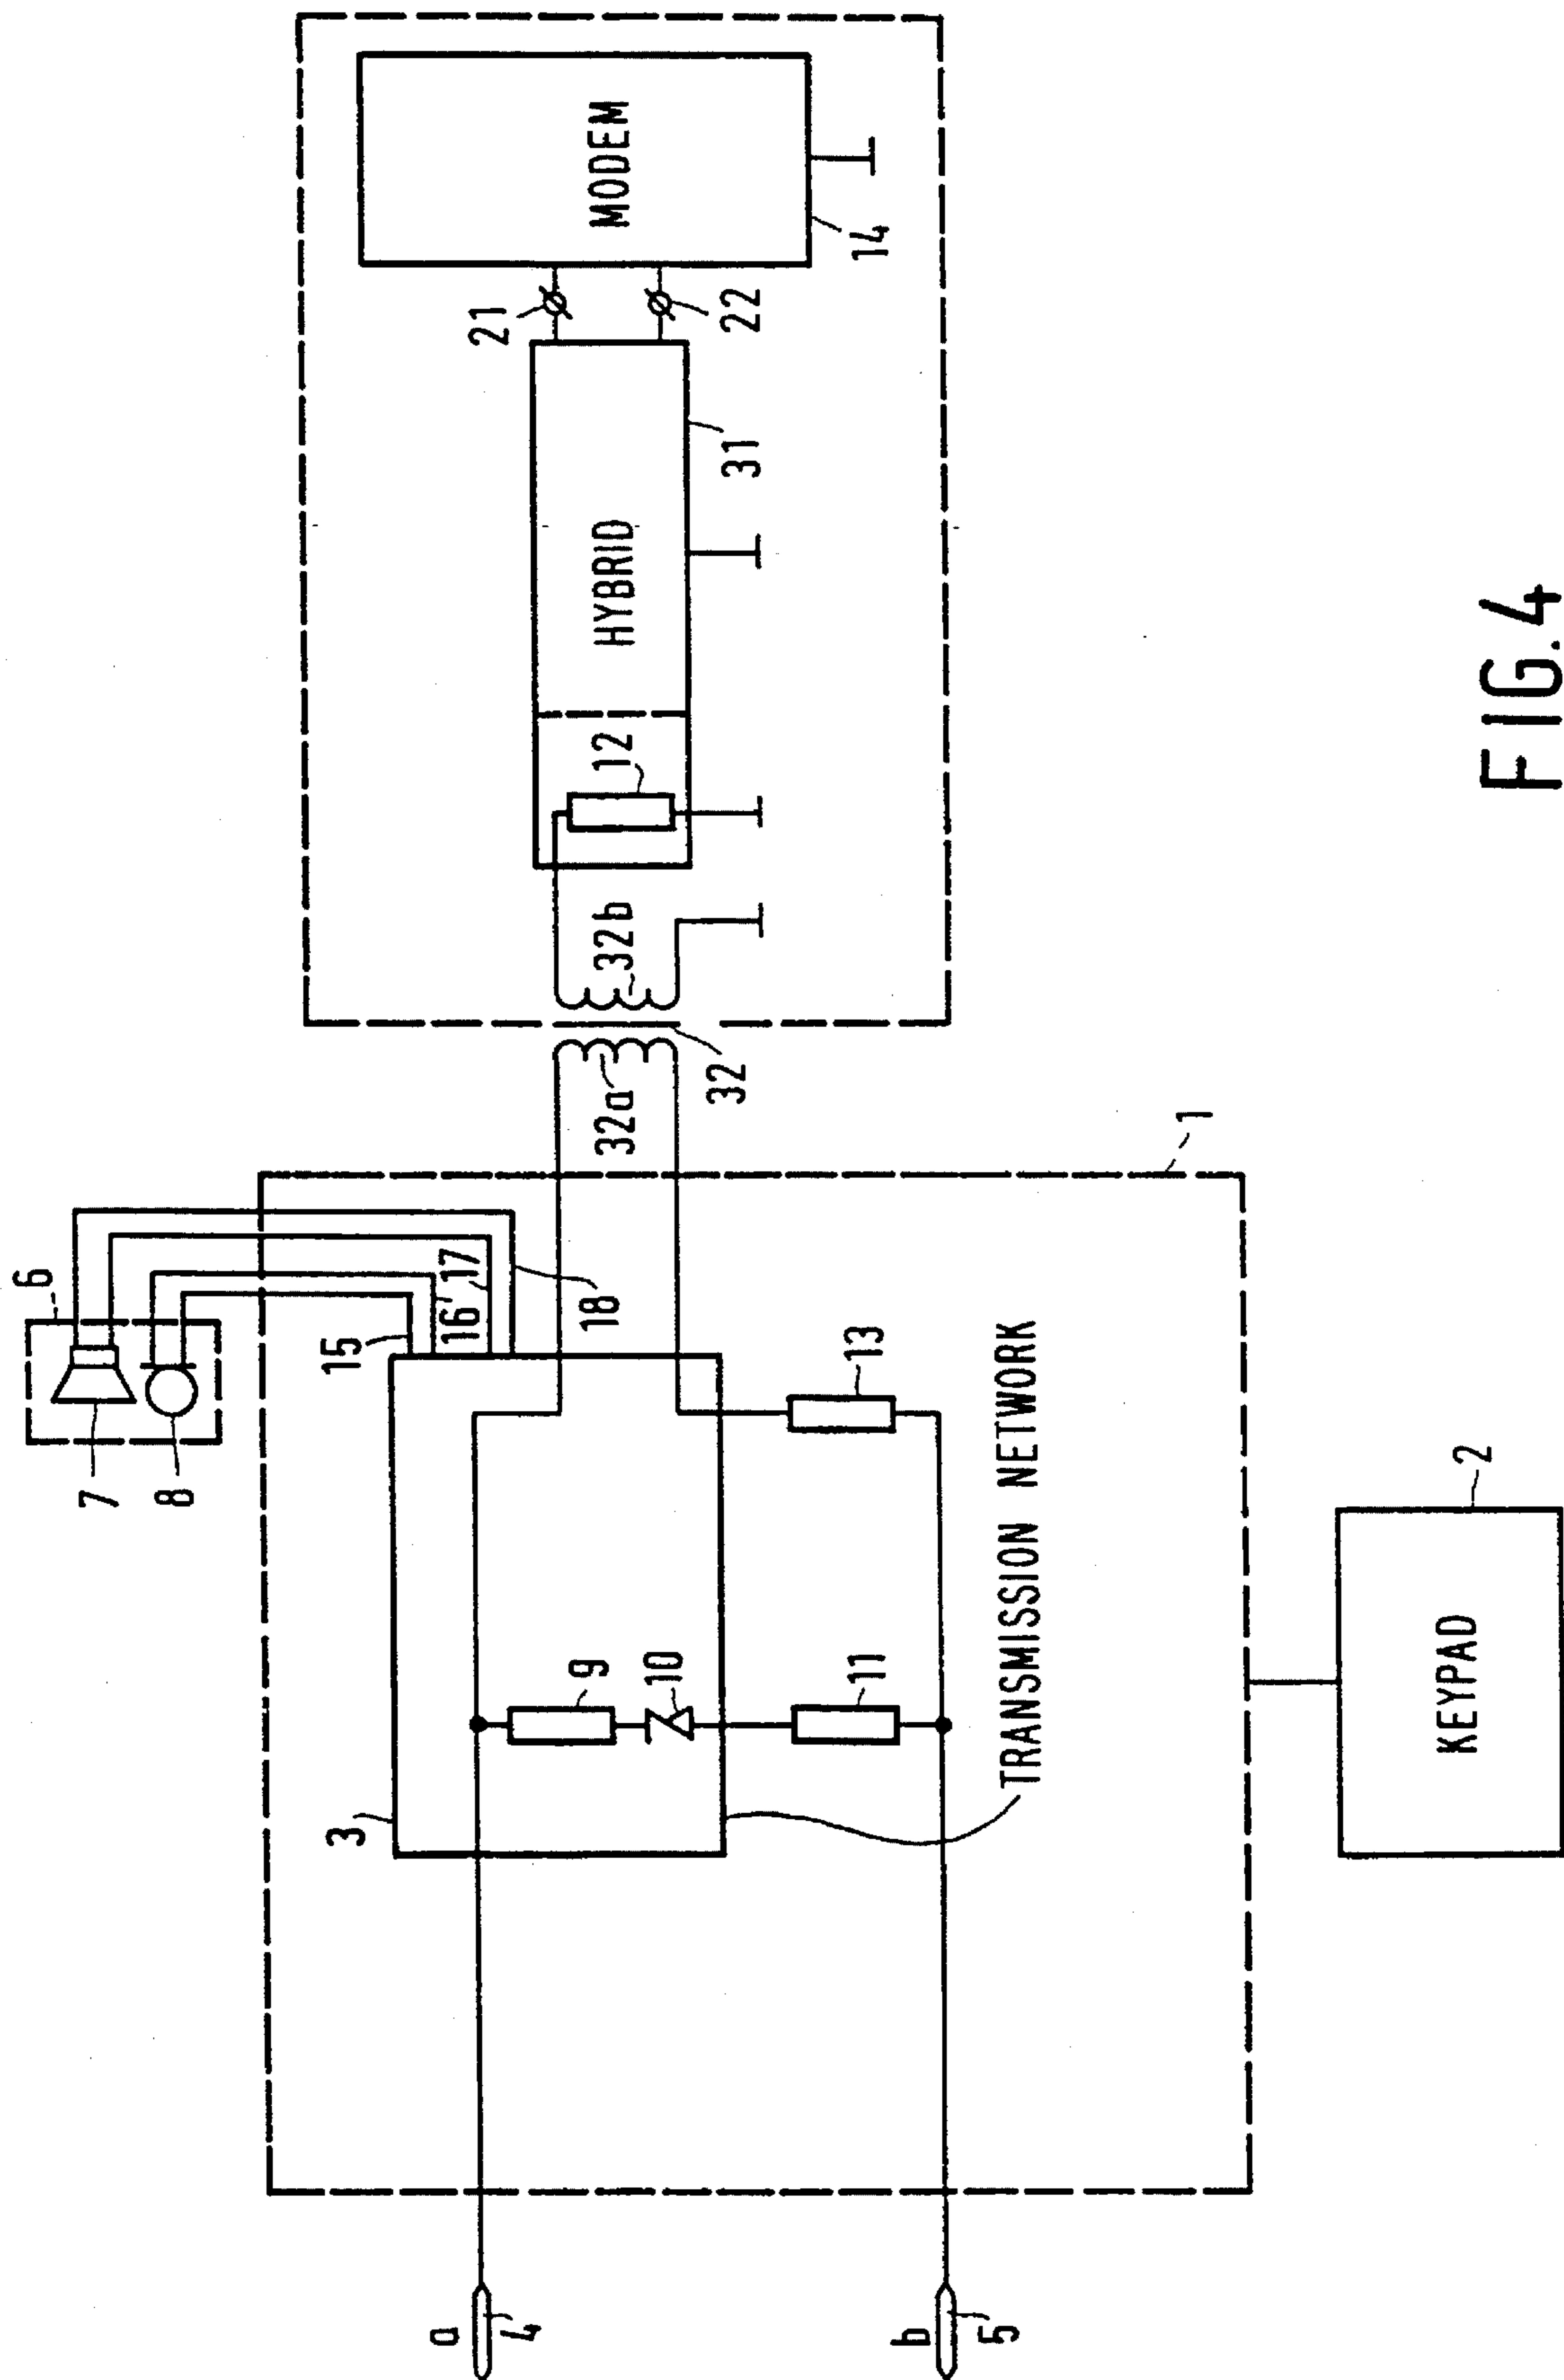 6
7
8
15
16'
17
18
3
9
10
11
13
TRANSMISSION NETWORK
1
a
4
b
5
KEYPAD
2
32a
32
32b
12
HYBRID
31
21
22
MODEM
14
FIG.4